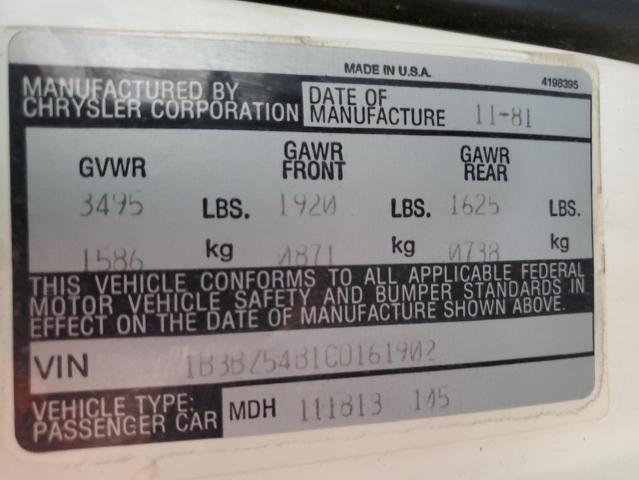 MADE IN U.S.A.
4198395
MANUFACTURED BY
CHRYSLER CORPORATION
DATE OF
MANUFACTURE 11-81
GVWR
GAWR
FRONT
GAWR
REAR
3495 LBS. 1920 LBS. 1625 LBS.
1586 kg 0871 kg 0738 kg
THIS VEHICLE CONFORMS TO ALL APPLICABLE FEDERAL
MOTOR VEHICLE SAFETY AND BUMPER STANDARDS IN
EFFECT ON THE DATE OF MANUFACTURE SHOWN ABOVE.
VIN 1B3BZ54B1CD161902
VEHICLE TYPE:
PASSENGER CAR
MDH 111813 105